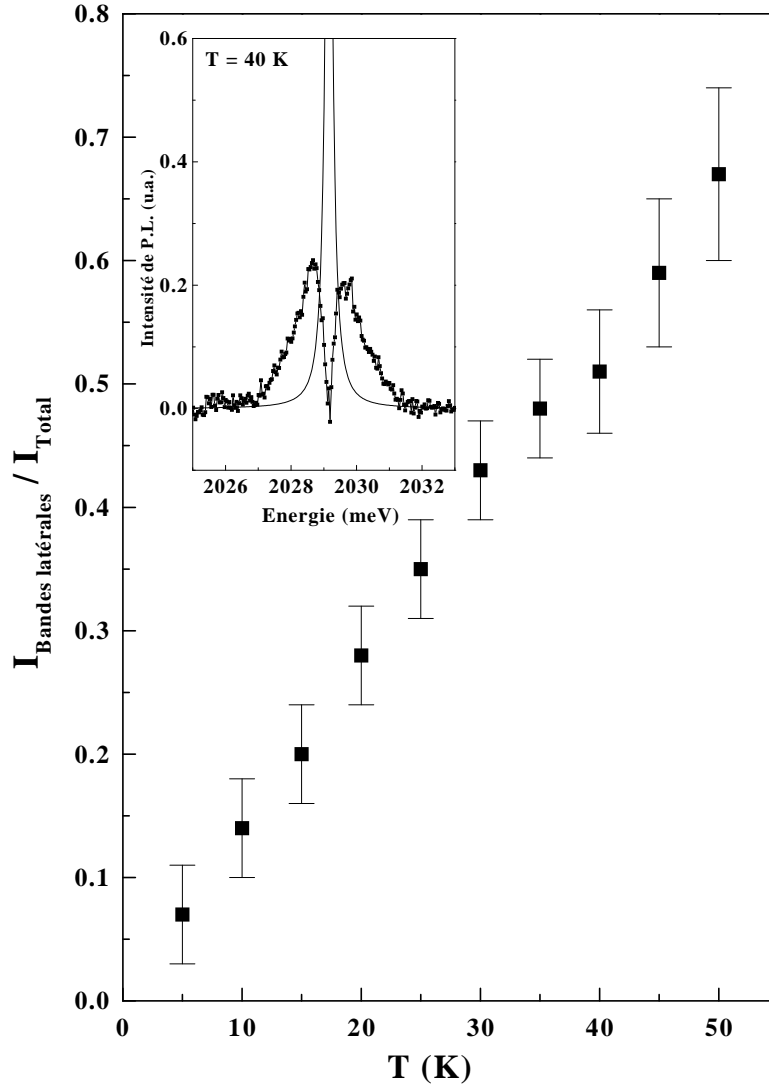 0.8
0.7
0.6
0.5
0.4
0.3
0.2
0.1
0.0
I Bandes latérales / I Total
0 10 20 30 40 50
T (K)
T = 40 K
0.6
0.4
0.2
0.0
Intensité de P.L. (u.a.)
2026 2028 2030 2032
Energie (meV)